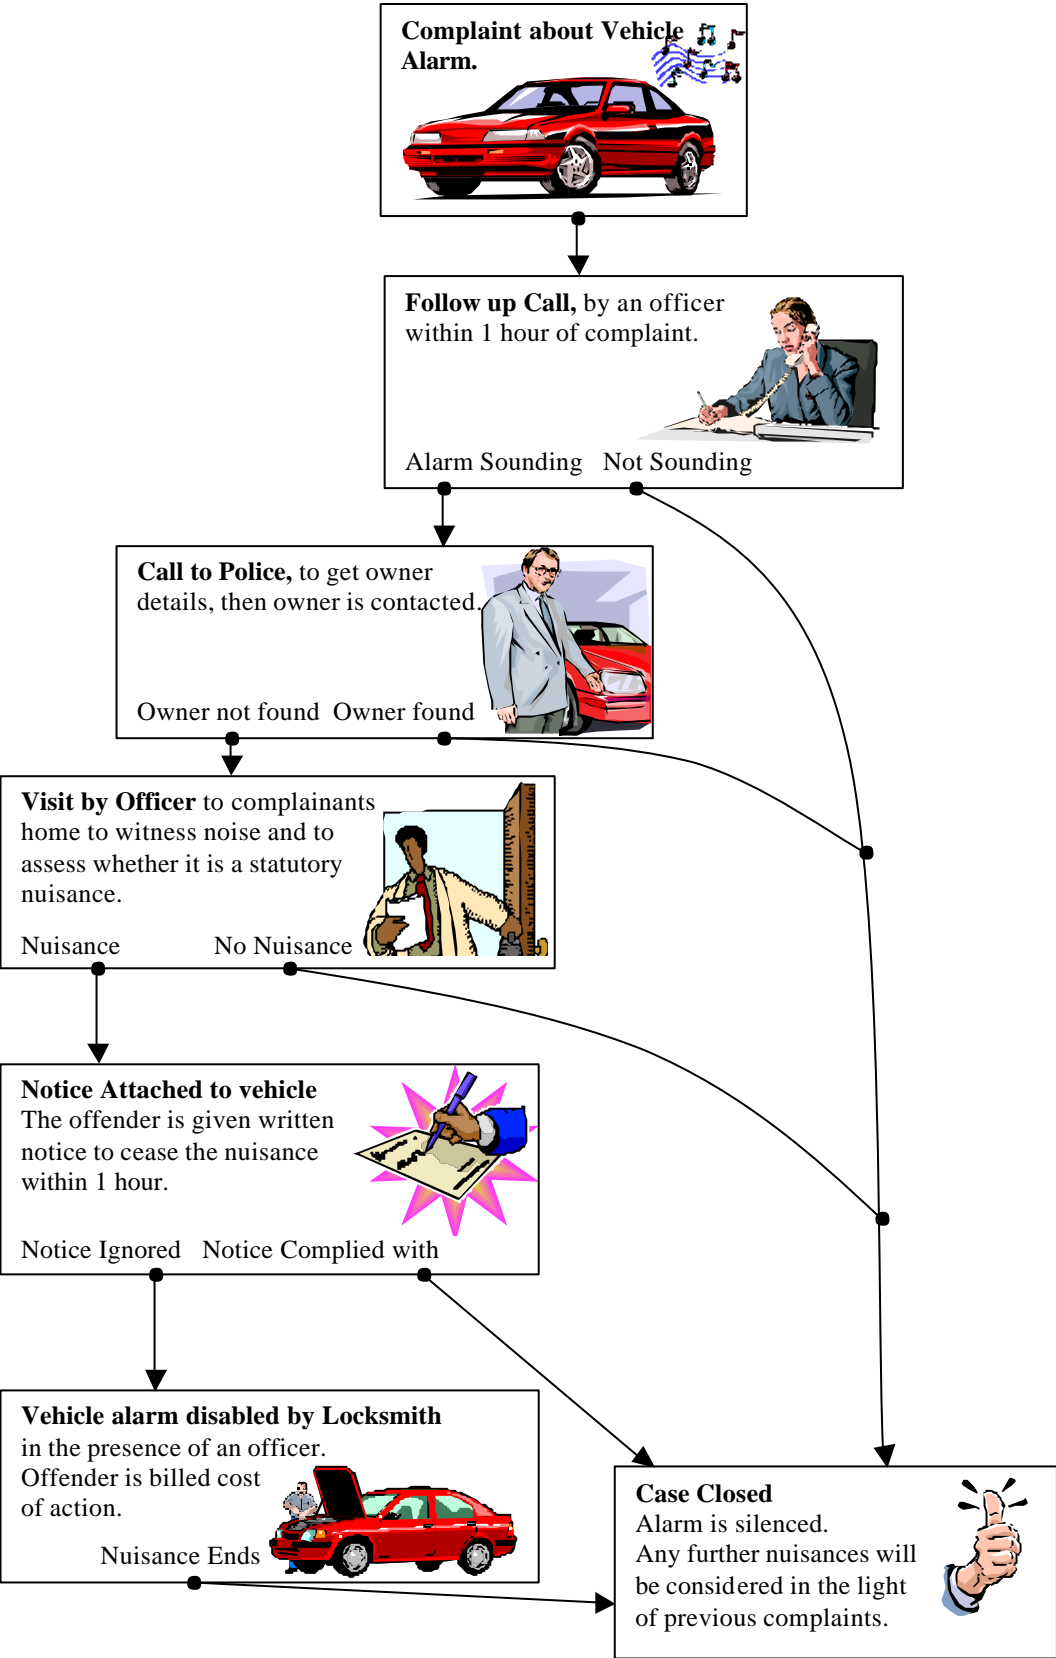 Complaint about Vehicle
Alarm.
Follow up Call, by an officer
within 1 hour of complaint.
Alarm Sounding Not Sounding
Call to Police, to get owner
details, then owner is contacted.
Owner not found Owner found
Visit by Officer to complainants
home to witness noise and to
assess whether it is a statutory
nuisance.
Nuisance No Nuisance
Notice Attached to vehicle
The offender is given written
notice to cease the nuisance
within 1 hour.
Notice Ignored Notice Complied with
Vehicle alarm disabled by Locksmith
in the presence of an officer.
Offender is billed cost
of action.
Nuisance Ends
Case Closed
Alarm is silenced.
Any further nuisances will
be considered in the light
of previous complaints.